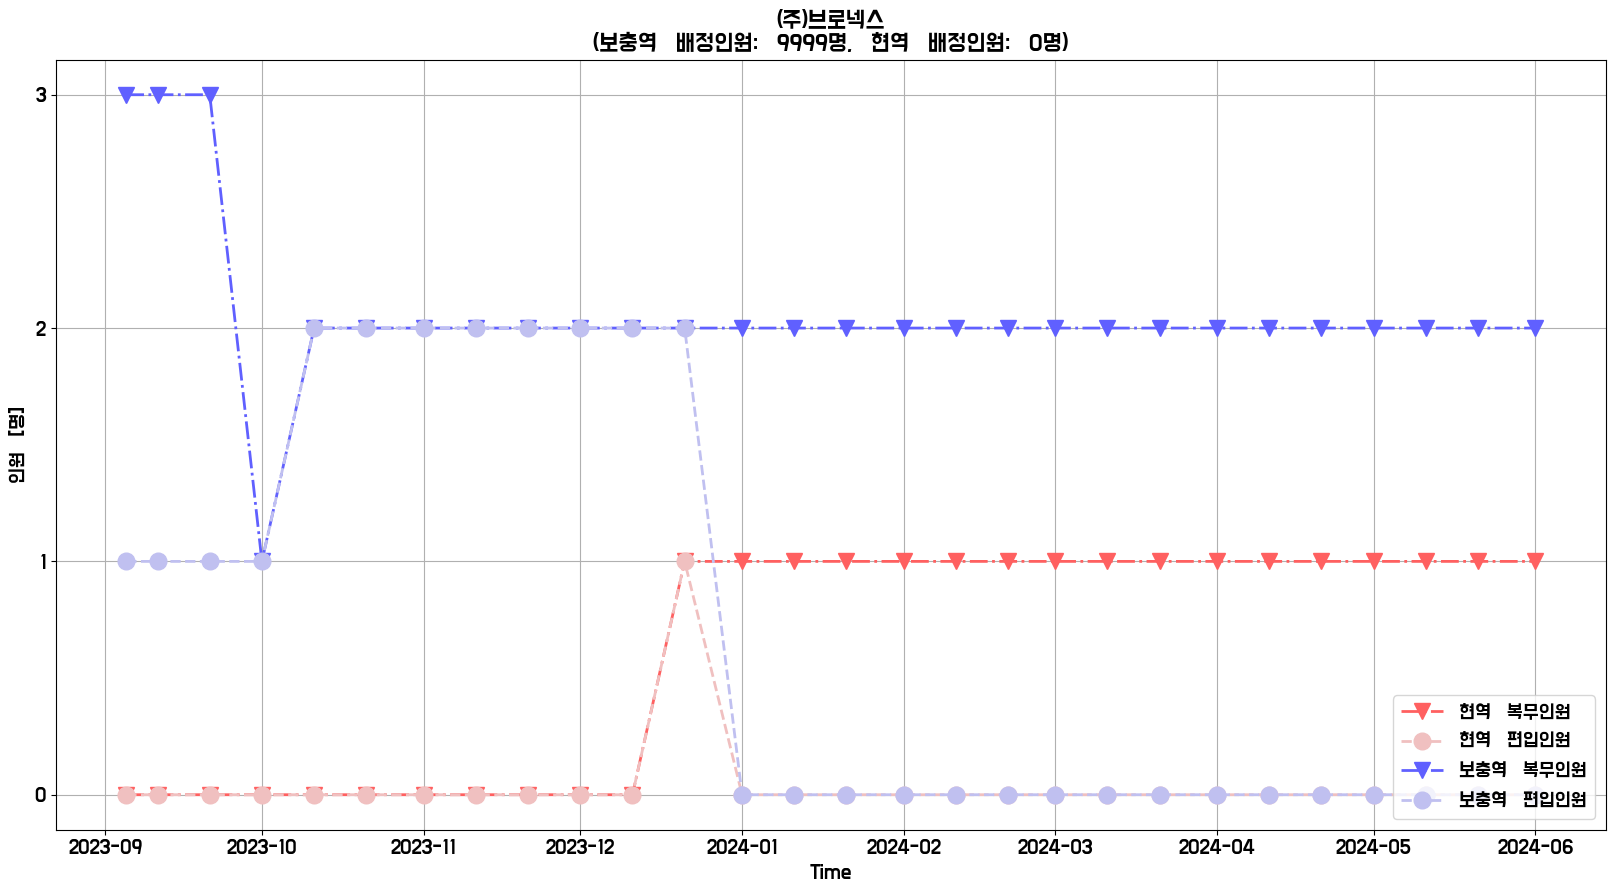 (주)브로넥스
(보충역 배정인원: 9999명, 현역 배정인원: 0명)
인원 [명]
3
2
1
0
현역 복무인원
현역 편입인원
보충역 복무인원
보충역 편입인원
2023-09 2023-10 2023-11 2023-12 2024-01 2024-02 2024-03 2024-04 2024-05 2024-06
Time